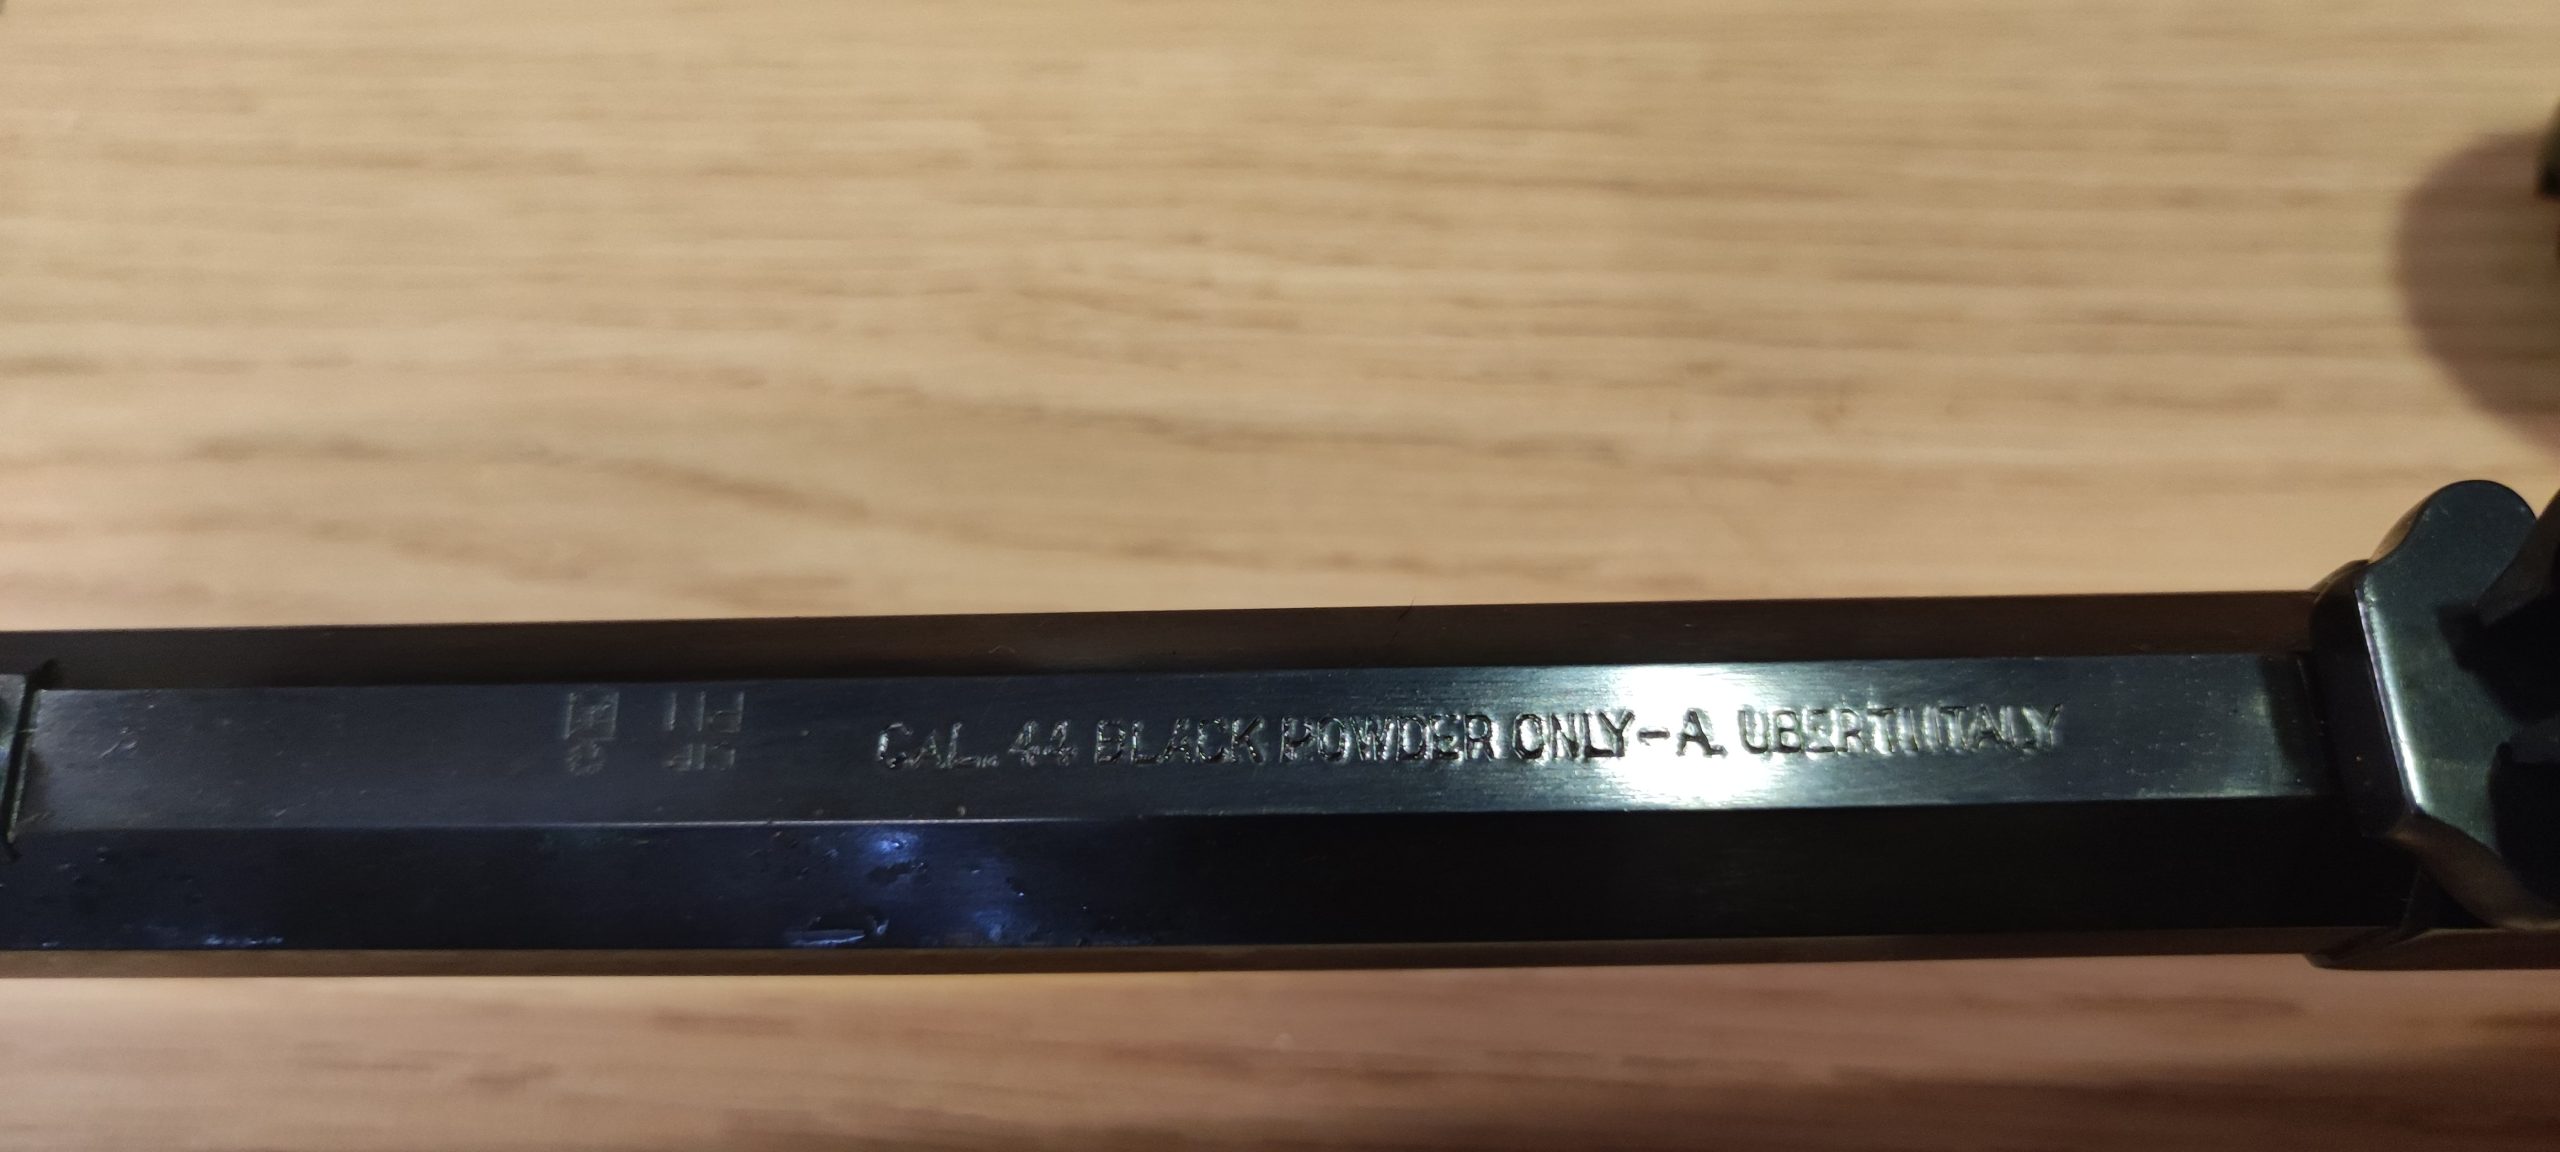 CAL. 44 BLACK POWDER ONLY-A. UBERTI ITALY